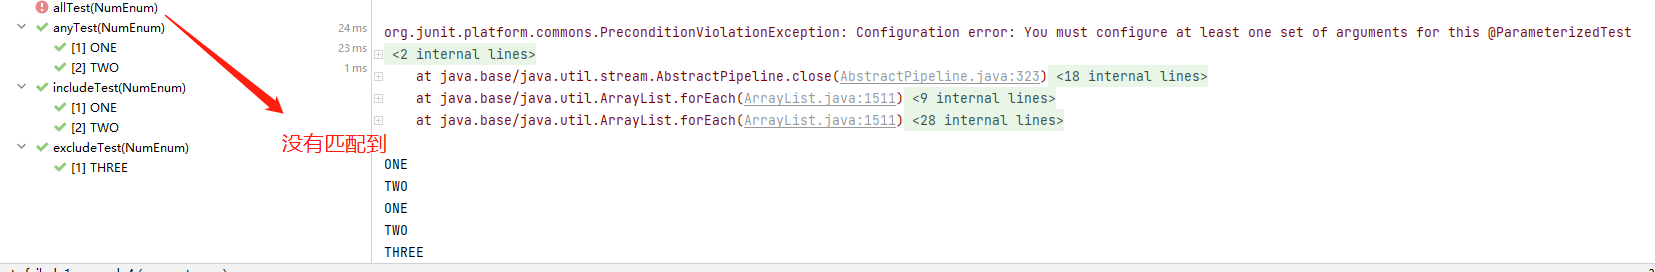 allTest(NumEnum)
anyTest(NumEnum) 24 ms
[1] ONE 23 ms
[2] TWO 1 ms
includeTest(NumEnum)
[1] ONE
[2] TWO
excludeTest(NumEnum)
[1] THREE
没有匹配到
org.junit.platform.commons.PreconditionViolationException: Configuration error: You must configure at least one set of arguments for this @ParameterizedTest
<2 internal lines>
at java.base/java.util.stream.AbstractPipeline.close(AbstractPipeline.java:323) <18 internal lines>
at java.base/java.util.ArrayList.forEach(ArrayList.java:1511) <9 internal lines>
at java.base/java.util.ArrayList.forEach(ArrayList.java:1511) <28 internal lines>
ONE
TWO
ONE
TWO
THREE